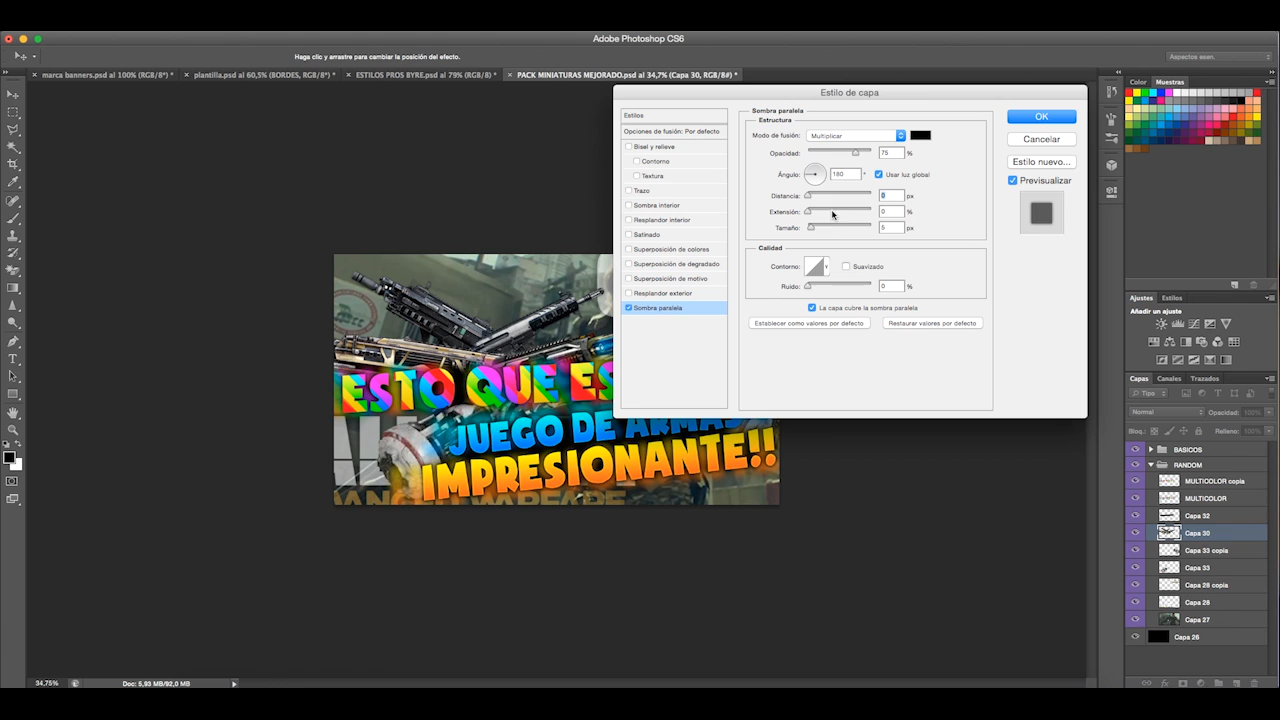 Adobe Photoshop CS6
Haga clic y arrastre para cambiar la posición del efecto.
Aspectos esen.
marca banners.psd al 100% (RGB/8*) *
plantilla.psd al 60,5% (BORDES, RGB/8*) *
ESTILOS PROS BYRE.psd al 79% (RGB/8*) *
PACK MINIATURAS MEJORADO.psd al 34,7% (Capa 30, RGB/8#) *
Estilo de capa
Estilos
Opciones de fusión: Por defecto
Bisel y relieve
Contorno
Textura
Trazo
Sombra interior
Resplandor interior
Satinado
Superposición de colores
Superposición de degradado
Superposición de motivo
Resplandor exterior
Sombra paralela
Sombra paralela
Estructura
Modo de fusión: Multiplicar
Opacidad: 75 %
Ángulo: 180 ° Usar luz global
Distancia: 0 px
Extensión: 0 %
Tamaño: 5 px
Calidad
Contorno: Suavizado
Ruido: 0 %
La capa cubre la sombra paralela
Establecer como valores por defecto
Restaurar valores por defecto
OK
Cancelar
Estilo nuevo...
Previsualizar
ESTO QUE ES
JUEGO DE ARMAS
IMPRESIONANTE!!
Color Muestras
Ajustes Estilos
Añadir un ajuste
Capas Canales Trazados
Tipo
Normal Opacidad: 100%
Bloq.: Relleno: 100%
BASICOS
RANDOM
MULTICOLOR copia
MULTICOLOR
Capa 32
Capa 30
Capa 33 copia
Capa 33
Capa 28 copia
Capa 28
Capa 27
Capa 26
34,75% Doc: 5,93 MB/92,0 MB